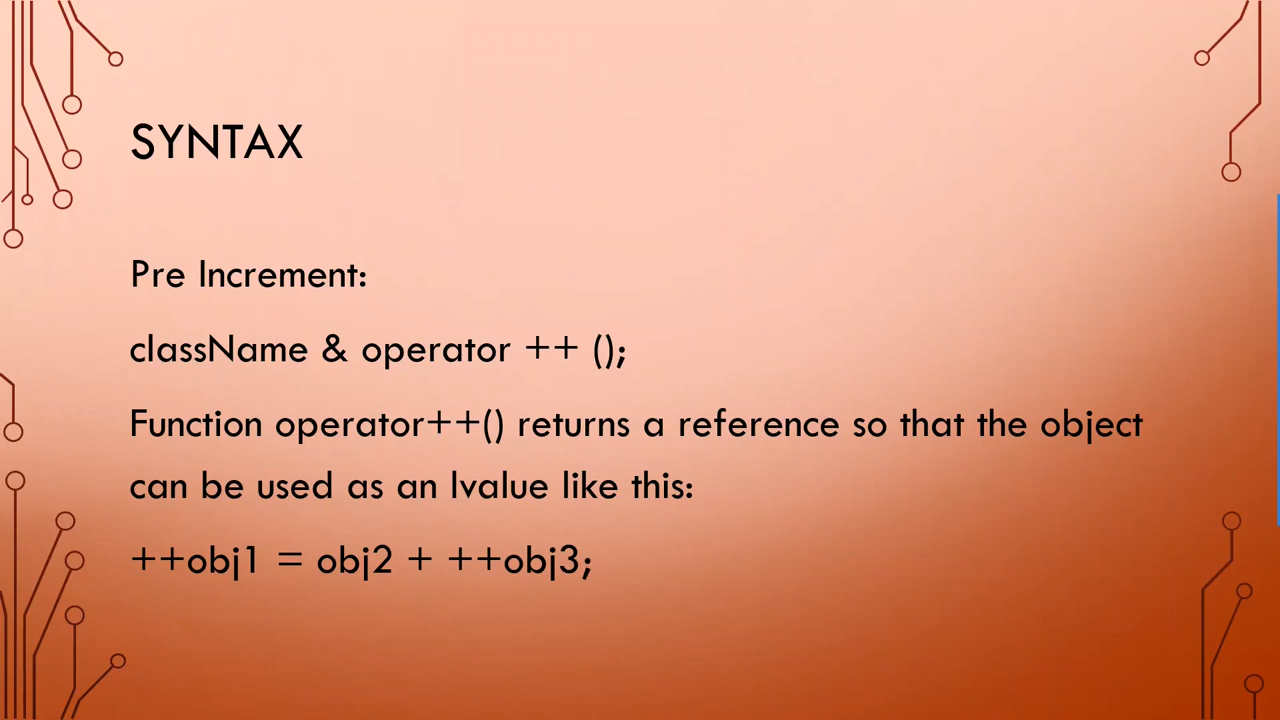 SYNTAX
Pre Increment:
className & operator ++ ();
Function operator++() returns a reference so that the object
can be used as an lvalue like this:
++obj1 = obj2 + ++obj3;